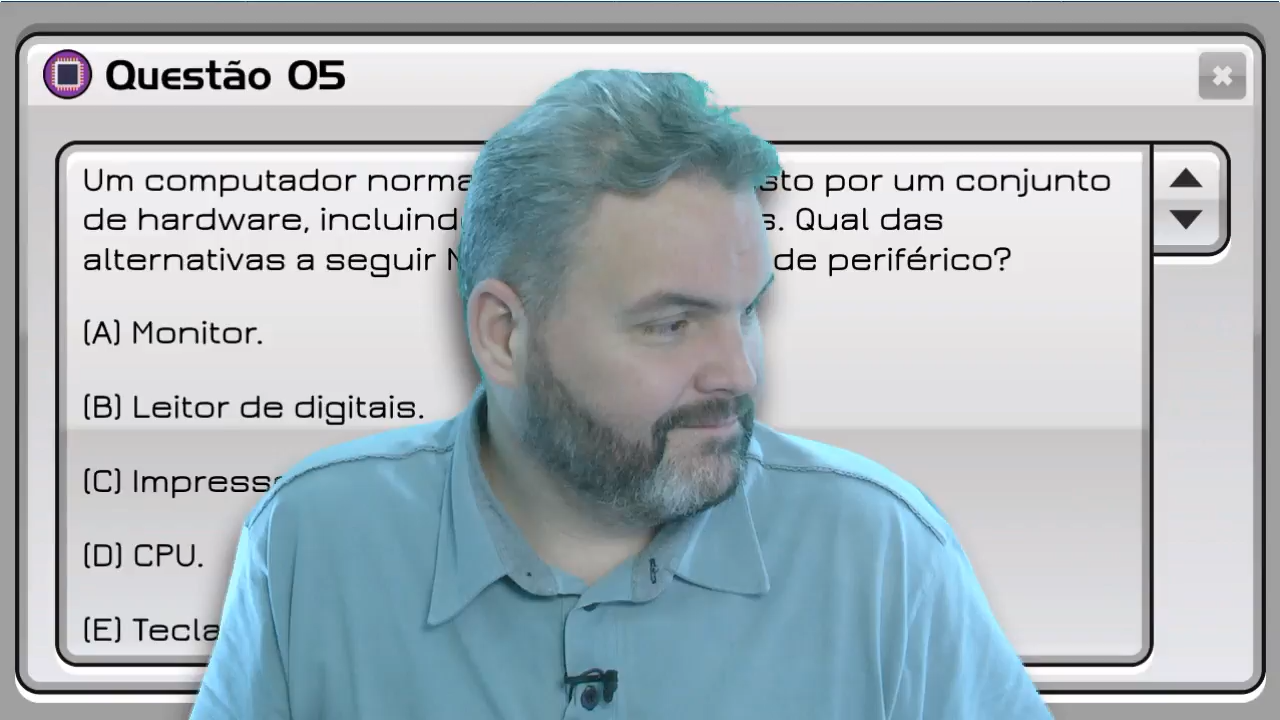 Questão 05
Um computador norma sto por um conjunto
de hardware, incluind s. Qual das
alternativas a seguir N de periférico?
(A) Monitor.
(B) Leitor de digitais.
(C) Impress
(D) CPU.
(E) Tecla